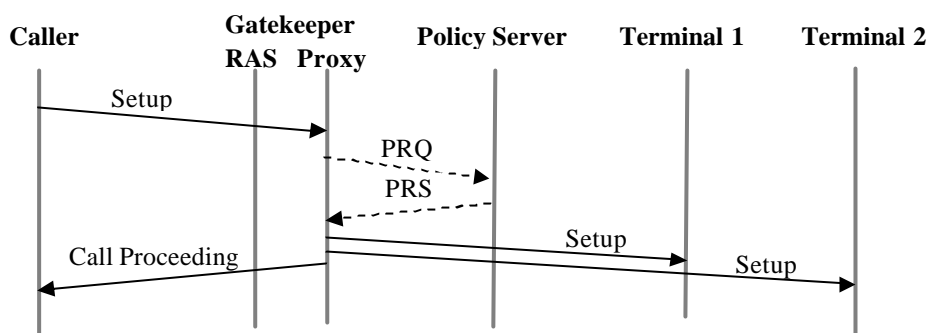 Caller
Gatekeeper
RAS Proxy
Policy Server
Terminal 1
Terminal 2
Setup
PRQ
PRS
Setup
Call Proceeding
Setup